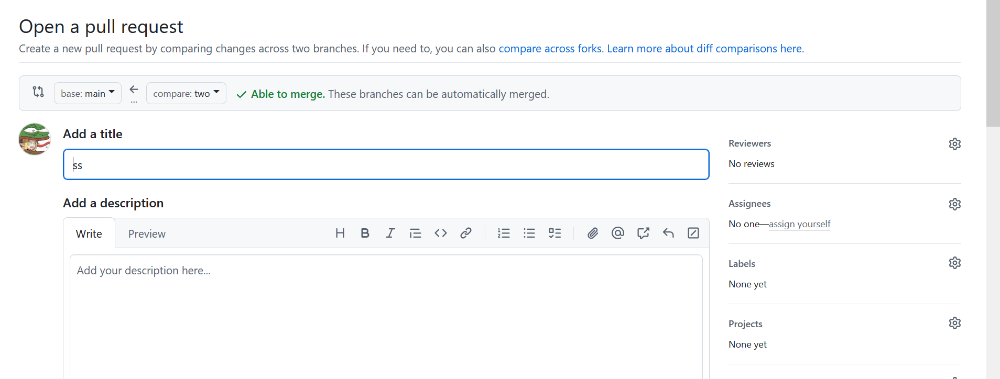 Open a pull request
Create a new pull request by comparing changes across two branches. If you need to, you can also compare across forks. Learn more about diff comparisons here.
base: main
...
compare: two
Able to merge. These branches can be automatically merged.
Add a title
ss
Add a description
Write
Preview
Add your description here...
Reviewers
No reviews
Assignees
No one—assign yourself
Labels
None yet
Projects
None yet